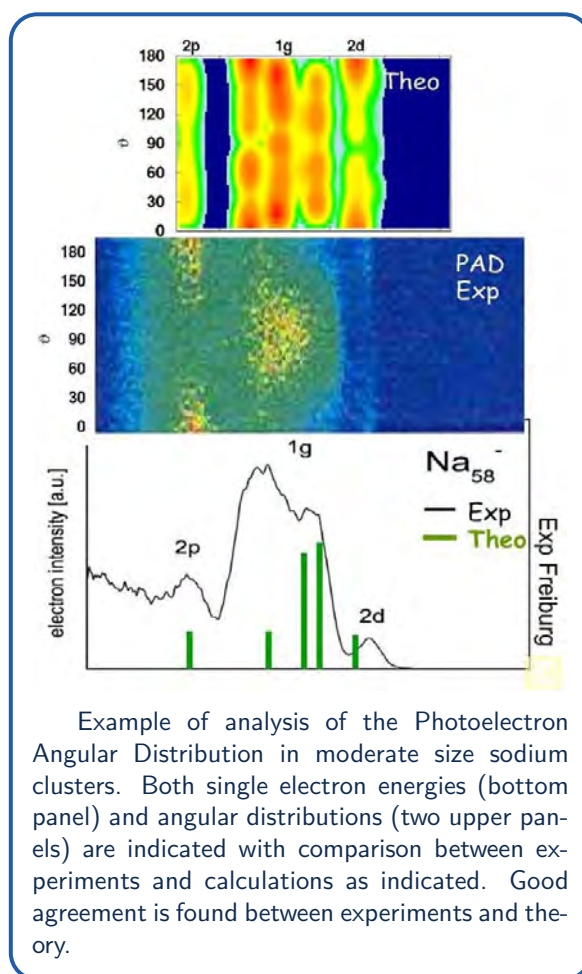 2p 1g 2d
180
Theo
150
120
ϑ 90
60
30
0
180
PAD
150
Exp
120
ϑ 90
60
30
0
1g
Na58-
electron intensity [a.u.]
Exp
2p
Theo
2d
Exp Freiburg
Example of analysis of the Photoelectron
Angular Distribution in moderate size sodium
clusters. Both single electron energies (bottom
panel) and angular distributions (two upper pan-
els) are indicated with comparison between ex-
periments and calculations as indicated. Good
agreement is found between experiments and the-
ory.